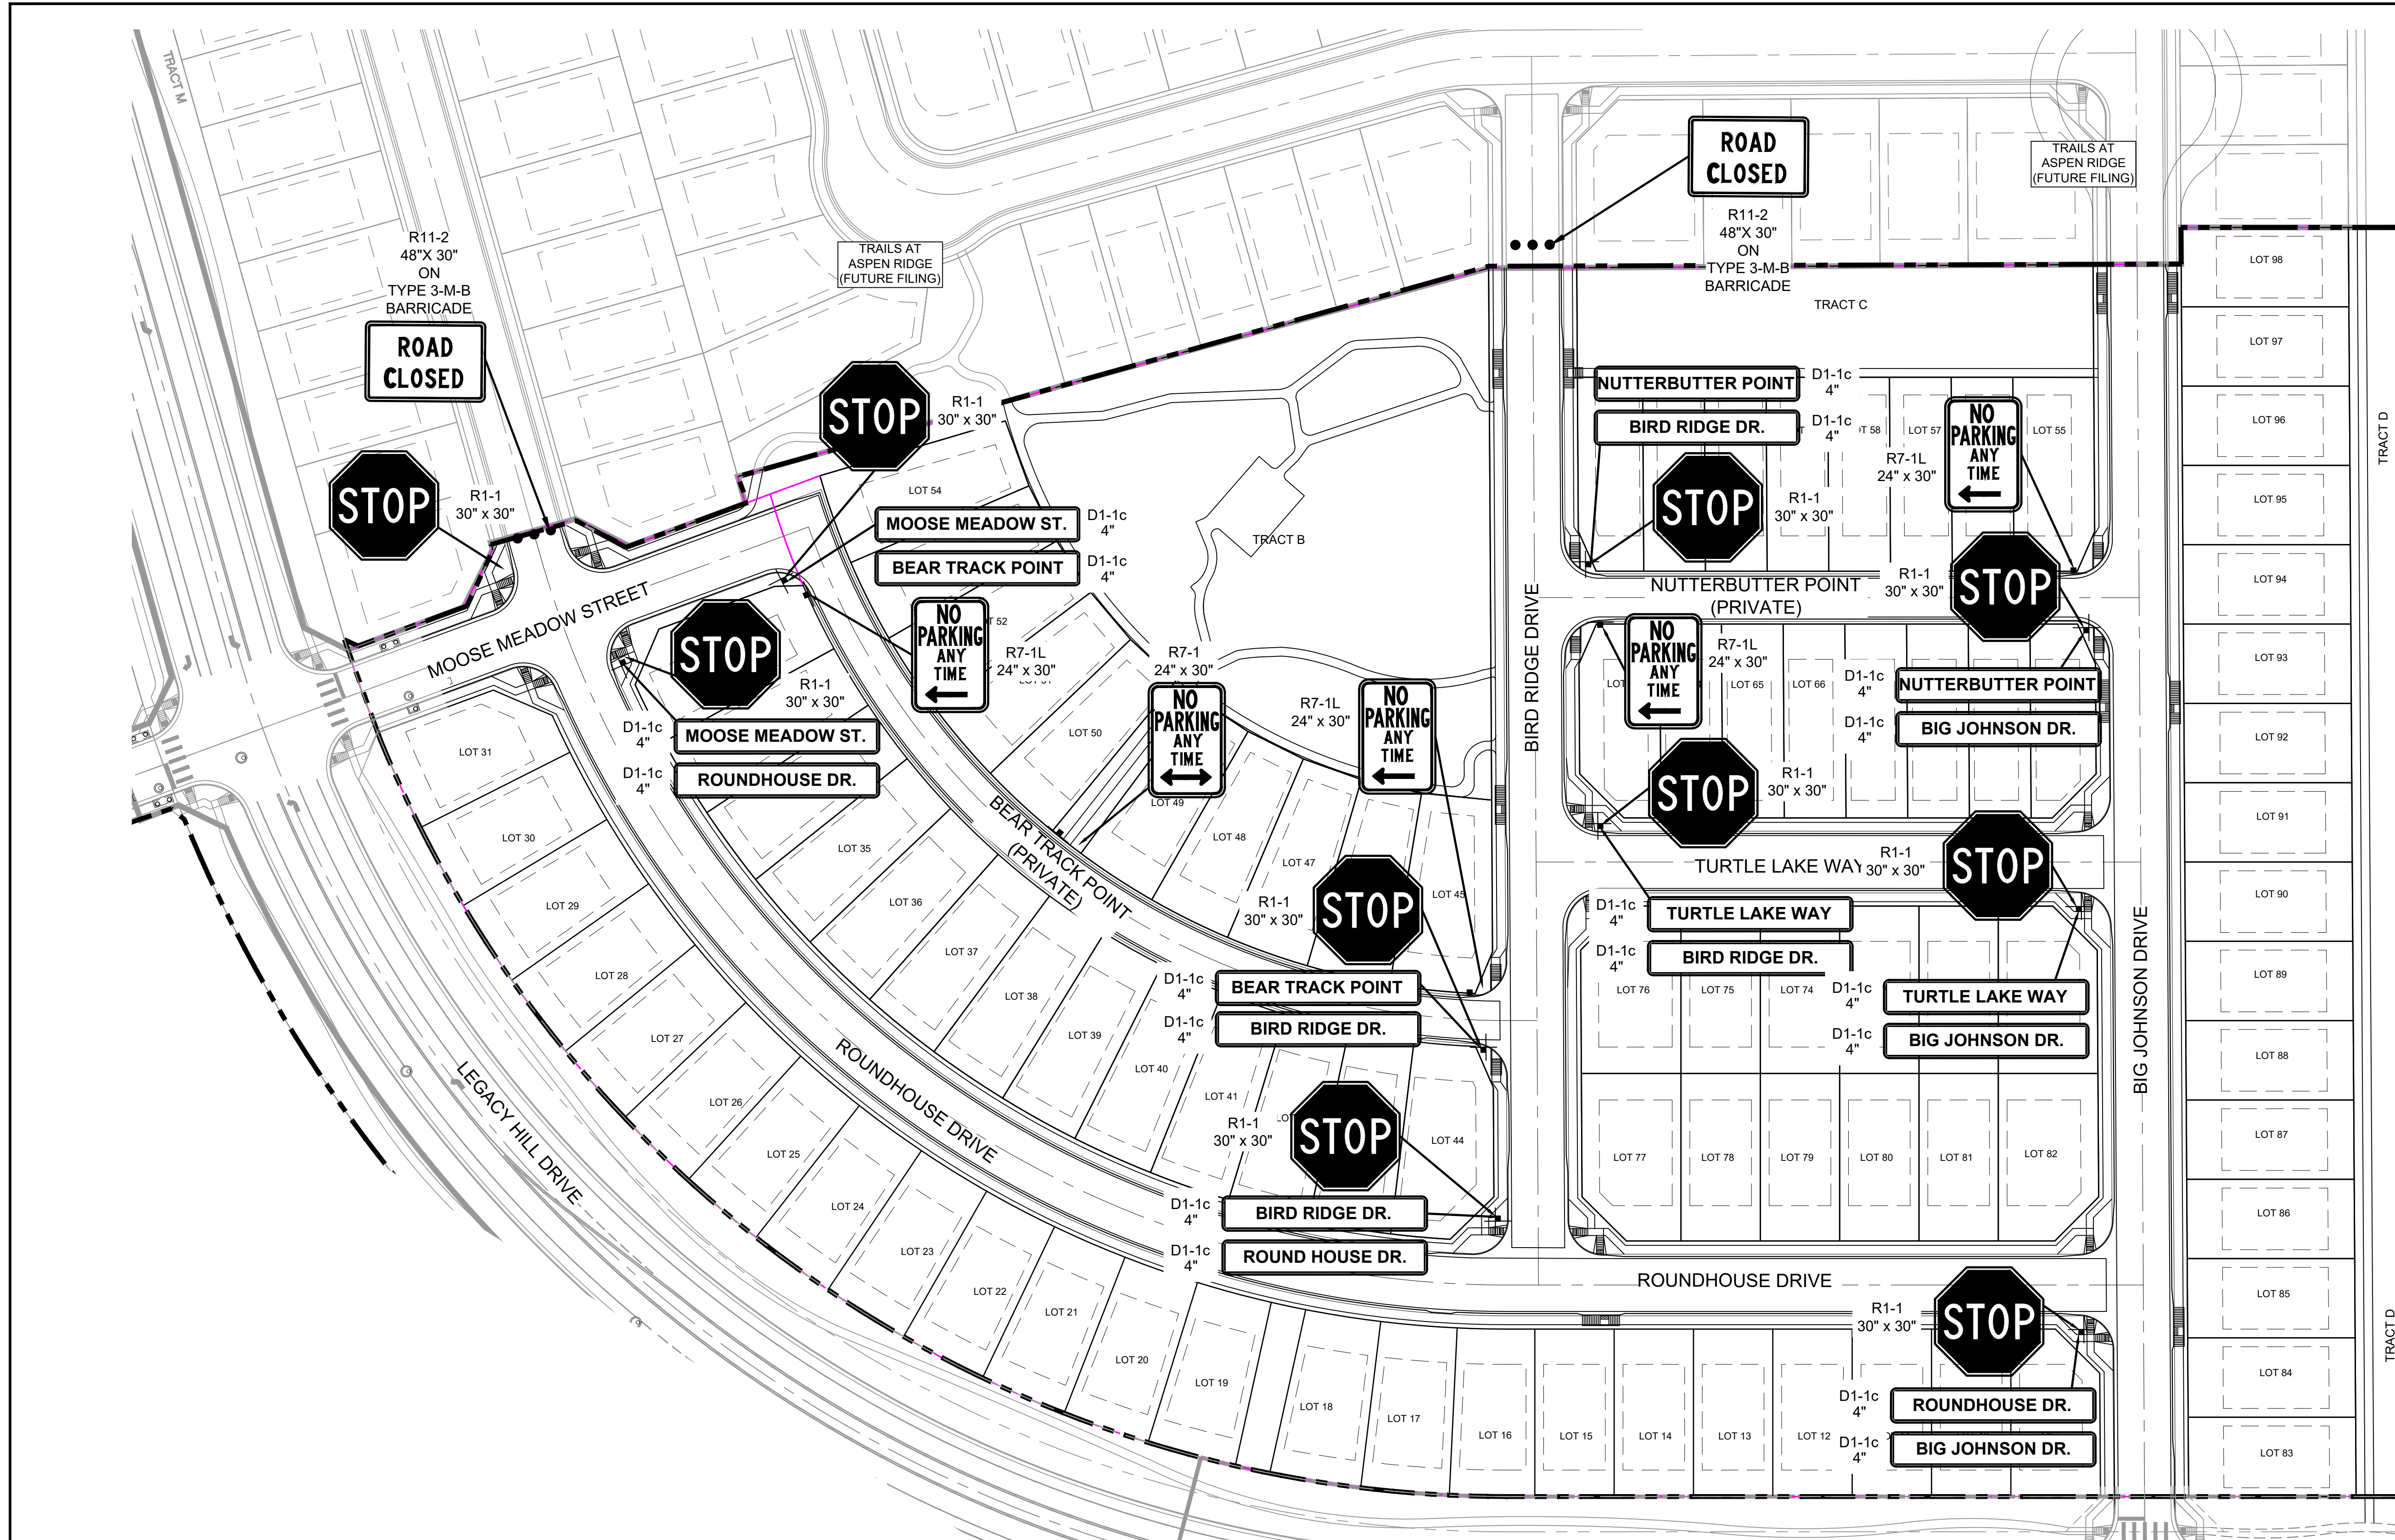 TRACT M
R11-2
48"X 30"
ON
TYPE 3-M-B
BARRICADE
ROAD
CLOSED
TRAILS AT
ASPEN RIDGE
(FUTURE FILING)
ROAD
CLOSED
R11-2
48"X 30"
ON
TYPE 3-M-B
BARRICADE
TRAILS AT
ASPEN RIDGE
(FUTURE FILING)
TRACT C
STOP
R1-1
30" x 30"
STOP
R1-1
30" x 30"
LOT 54
MOOSE MEADOW ST.
D1-1c
4"
BEAR TRACK POINT
D1-1c
4"
NO
PARKING
ANY
TIME
R7-1L
24" x 30"
MOOSE MEADOW STREET
STOP
R1-1
30" x 30"
D1-1c
4"
MOOSE MEADOW ST.
D1-1c
4"
ROUNDHOUSE DR.
TRACT B
R7-1
24" x 30"
NO
PARKING
ANY
TIME
R7-1L
24" x 30"
NO
PARKING
ANY
TIME
LOT 50
LOT 49
LOT 48
LOT 47
LOT 45
BEAR TRACK POINT
(PRIVATE)
R1-1
30" x 30"
STOP
D1-1c
4"
BEAR TRACK POINT
D1-1c
4"
BIRD RIDGE DR.
R1-1
30" x 30"
STOP
D1-1c
4"
BIRD RIDGE DR.
D1-1c
4"
ROUND HOUSE DR.
BIRD RIDGE DRIVE
NUTTERBUTTER POINT
D1-1c
4"
BIRD RIDGE DR.
D1-1c
4"
STOP
R1-1
30" x 30"
58
LOT 57
LOT 55
R7-1L
24" x 30"
NO
PARKING
ANY
TIME
NUTTERBUTTER POINT
(PRIVATE)
R1-1
30" x 30"
STOP
NO
PARKING
ANY
TIME
R7-1L
24" x 30"
LOT 65
LOT 66
D1-1c
4"
NUTTERBUTTER POINT
D1-1c
4"
BIG JOHNSON DR.
STOP
R1-1
30" x 30"
TURTLE LAKE WAY
R1-1
30" x 30"
STOP
D1-1c
4"
TURTLE LAKE WAY
D1-1c
4"
BIRD RIDGE DR.
LOT 76
LOT 75
LOT 74
D1-1c
4"
TURTLE LAKE WAY
D1-1c
4"
BIG JOHNSON DR.
LOT 77
LOT 78
LOT 79
LOT 80
LOT 81
LOT 82
BIG JOHNSON DRIVE
ROUNDHOUSE DRIVE
R1-1
30" x 30"
STOP
D1-1c
4"
ROUNDHOUSE DR.
D1-1c
4"
BIG JOHNSON DR.
LOT 98
LOT 97
LOT 96
LOT 95
LOT 94
LOT 93
LOT 92
LOT 91
LOT 90
LOT 89
LOT 88
LOT 87
LOT 86
LOT 85
LOT 84
LOT 83
TRACT D
TRACT D
LOT 35
LOT 36
LOT 37
LOT 38
LOT 39
LOT 40
LOT 41
LOT 44
ROUNDHOUSE DRIVE
LEGACY HILL DRIVE
LOT 31
LOT 30
LOT 29
LOT 28
LOT 27
LOT 26
LOT 25
LOT 24
LOT 23
LOT 22
LOT 21
LOT 20
LOT 19
LOT 18
LOT 17
LOT 16
LOT 15
LOT 14
LOT 13
LOT 12